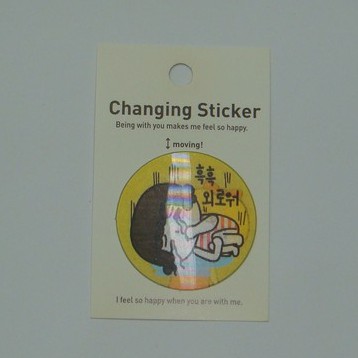 Changing Sticker
Being with you makes me feel so happy.
moving!
흑흑
외로워
I feel so happy when you are with me.